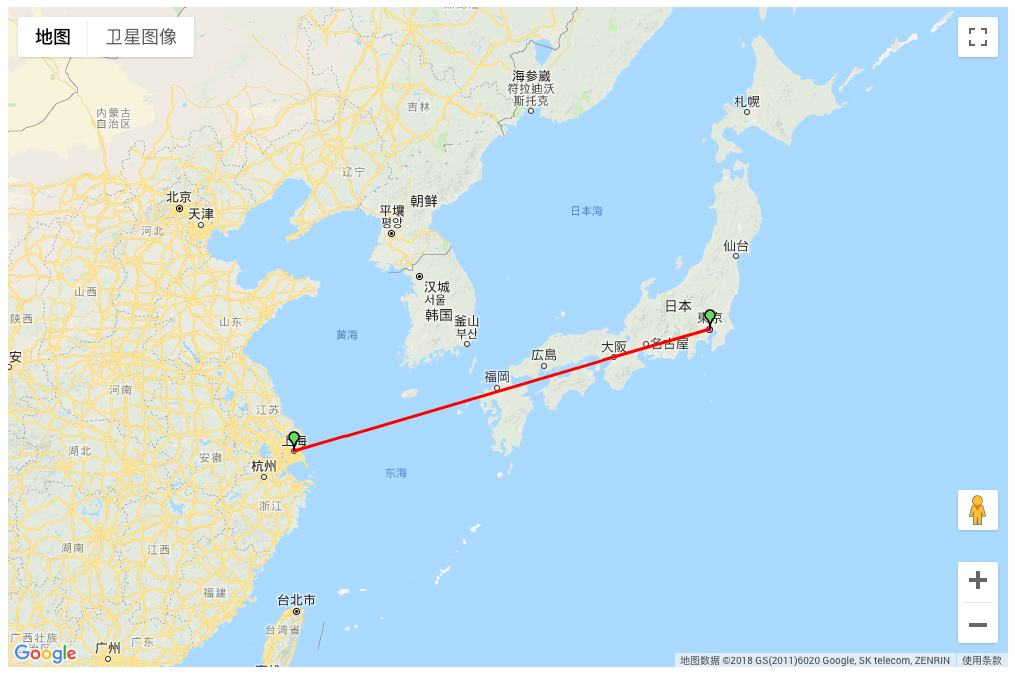 地图
卫星图像
海参崴
符拉迪沃
斯托克
札幌
吉林
内蒙古
自治区
辽宁
北京
天津
朝鲜
平壤
평양
日本海
河北
仙台
汉城
서울
山西
韩国
釜山
부산
日本
東京
陕西
山东
黄海
名古屋
大阪
広島
安
福岡
河南
江苏
上海
湖北
安徽
杭州
东海
浙江
湖南
江西
福建
台北市
台湾省
广西壮族
广东
广州
Google
地图数据 ©2018 GS(2011)6020 Google, SK telecom, ZENRIN
使用条款